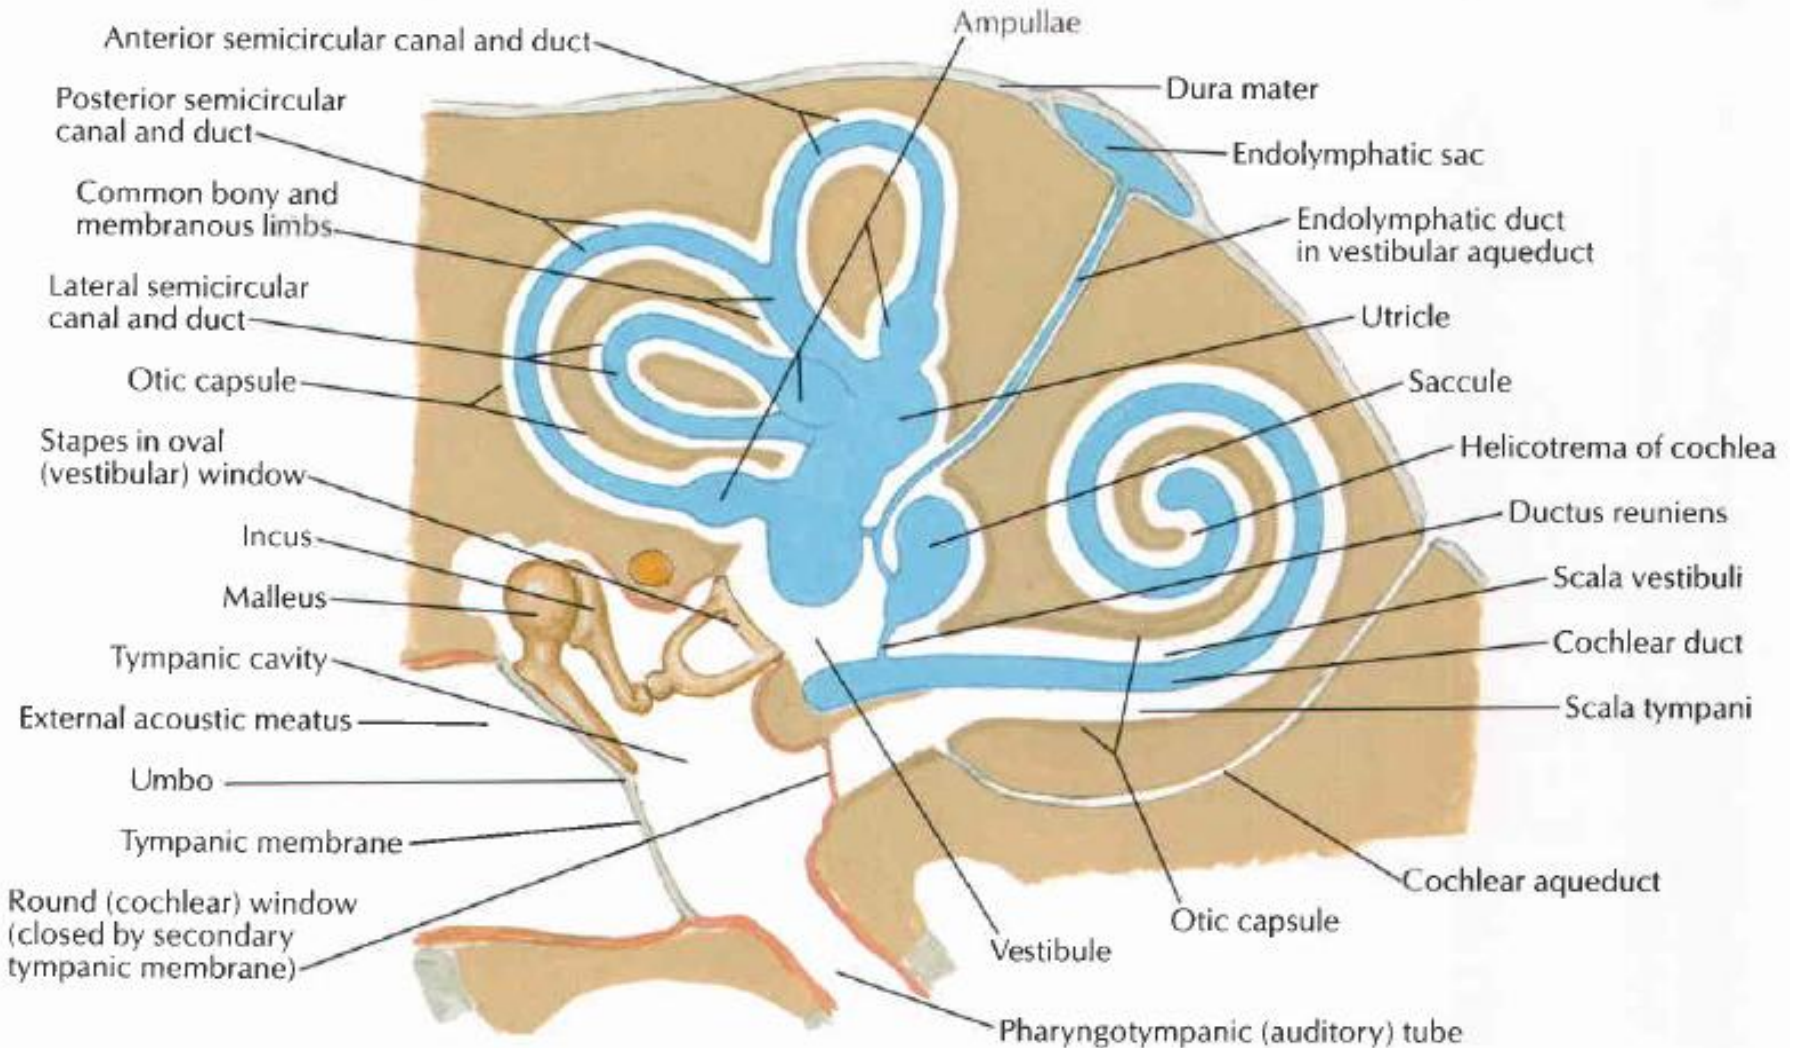 Anterior semicircular canal and duct
Posterior semicircular
canal and duct
Common bony and
membranous limbs
Lateral semicircular
canal and duct
Otic capsule
Stapes in oval
(vestibular) window
Incus
Malleus
Tympanic cavity
External acoustic meatus
Umbo
Tympanic membrane
Round (cochlear) window
(closed by secondary
tympanic membrane)
Ampullae
Dura mater
Endolymphatic sac
Endolymphatic duct
in vestibular aqueduct
Utricle
Saccule
Helicotrema of cochlea
Ductus reuniens
Scala vestibuli
Cochlear duct
Scala tympani
Cochlear aqueduct
Otic capsule
Vestibule
Pharyngotympanic (auditory) tube